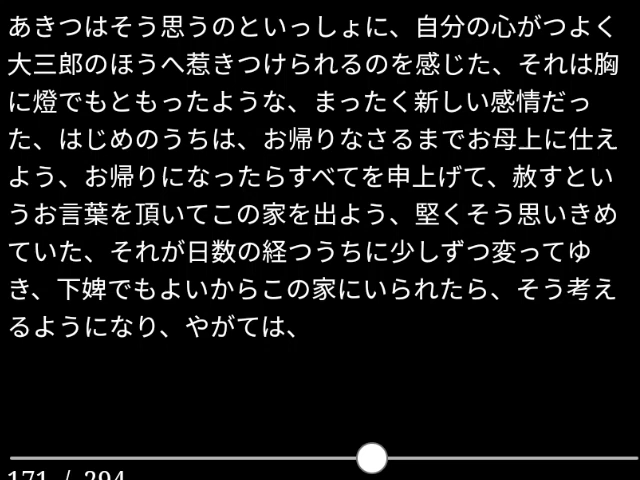 あきつはそう思うのといっしょに、自分の心がつよく
大三郎のほうへ惹きつけられるのを感じた、それは胸
に燈でもともったような、まったく新しい感情だっ
た、はじめのうちは、お帰りなさるまでお母上に仕え
よう、お帰りになったらすべてを申上げて、赦すとい
うお言葉を頂いてこの家を出よう、堅くそう思いきめ
ていた、それが日数の経つうちに少しずつ変ってゆ
き、下婢でもよいからこの家にいられたら、そう考え
るようになり、やがては、
171 / 294